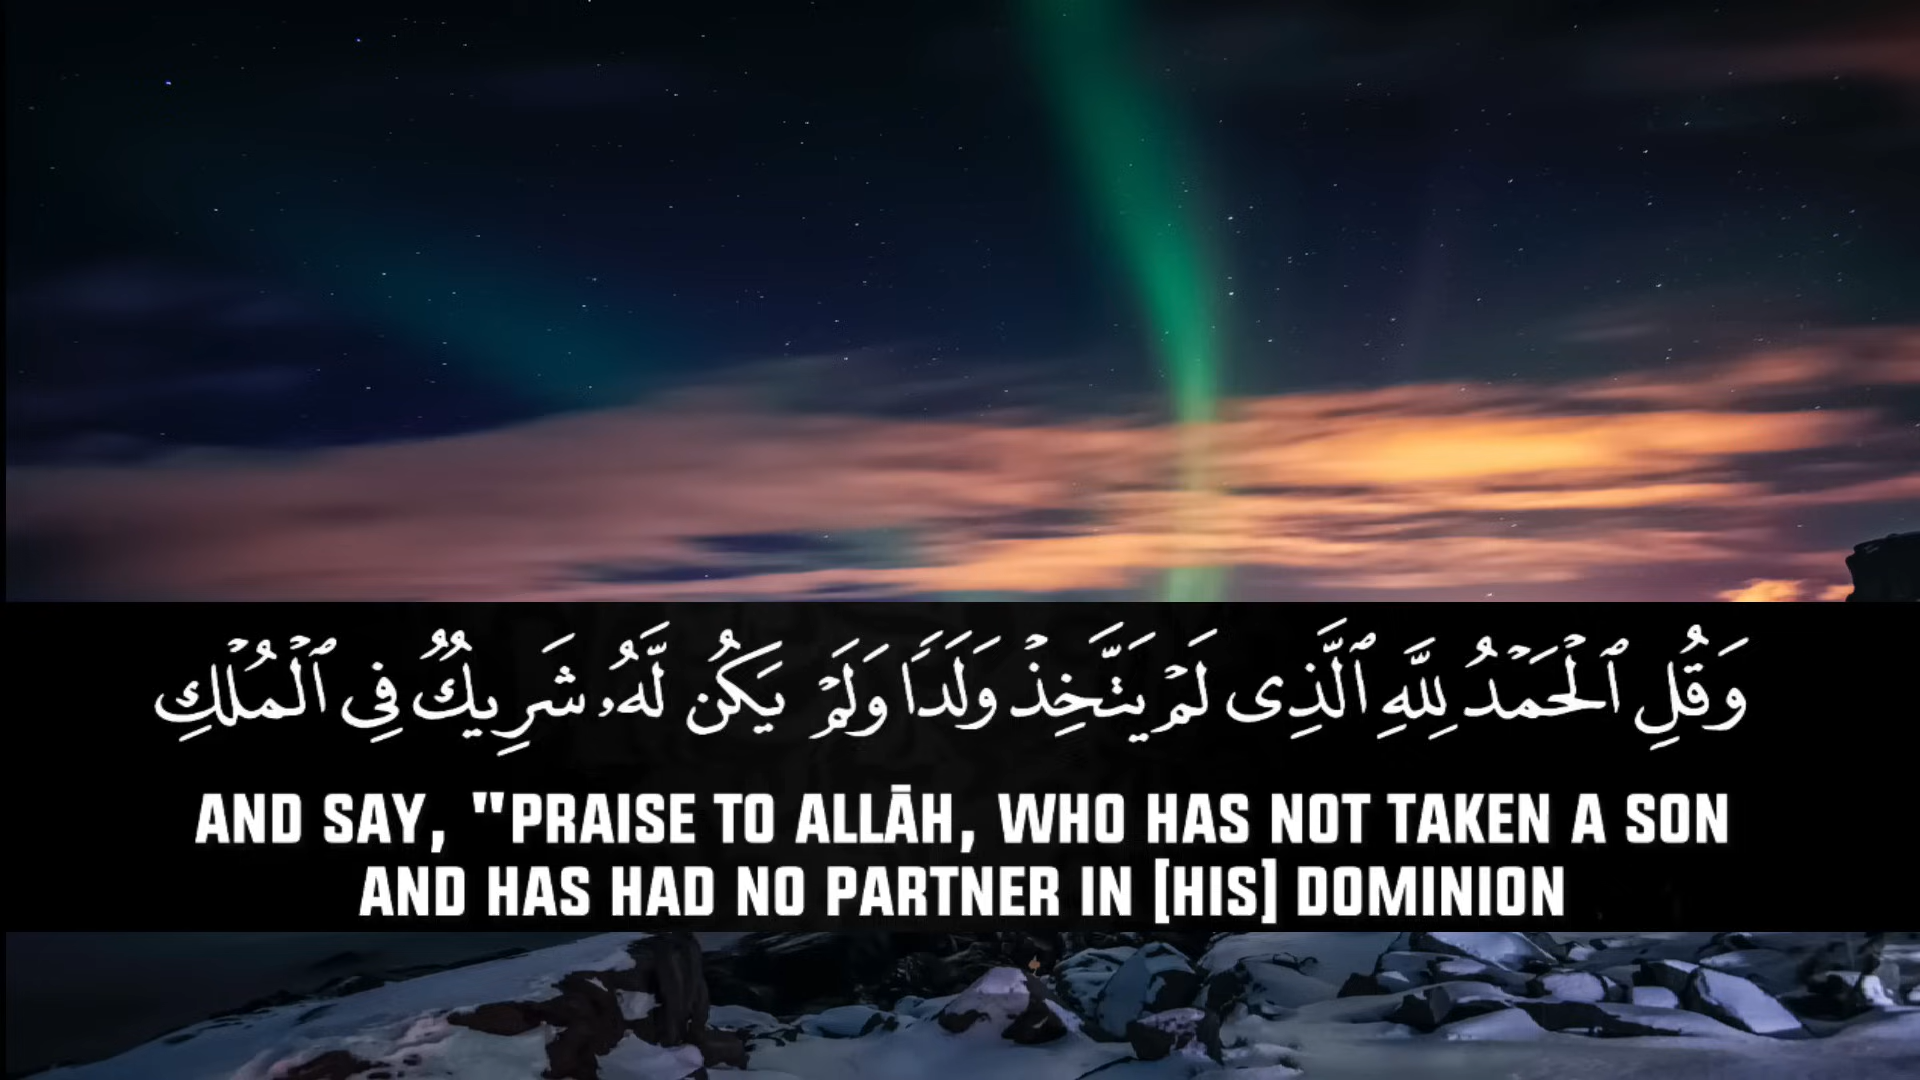 وَقُلِ ٱلْحَمْدُ لِلَّهِ ٱلَّذِى لَمْ يَتَّخِذْ وَلَدًا وَلَمْ يَكُن لَّهُۥ شَرِيكٌ فِى ٱلْمُلْكِ
AND SAY, "PRAISE TO ALLĀH, WHO HAS NOT TAKEN A SON
AND HAS HAD NO PARTNER IN [HIS] DOMINION